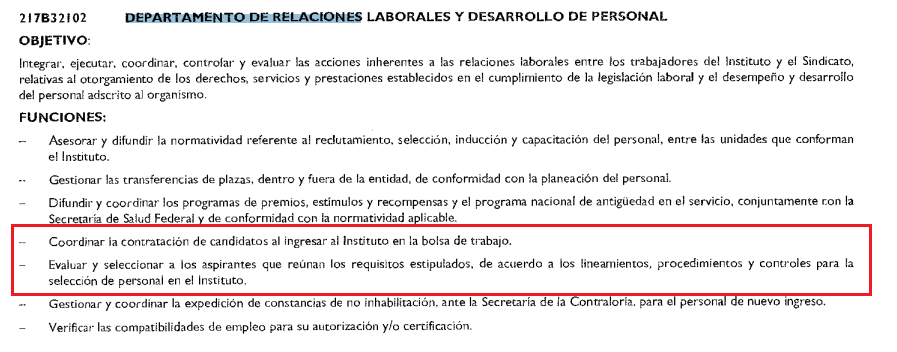 217B32102 DEPARTAMENTO DE RELACIONES LABORALES Y DESARROLLO DE PERSONAL
OBJETIVO:
Integrar, ejecutar, coordinar, controfar y evaluar las acciones inherentes a las relaciones laborales entre los trabajadores del Instituto y el Sindicato,
relativas al otorgamiento de los derechos, servicios y prestaciones establecidos en el cumplimiento de la legislación laboral y el desempeño y desarrollo
del personal adscrito al organismo.
FUNCIONES:
– Asesorar y difundir la normatividad referente al reclutamiento, selección, inducción y capacitación del personal, entre las unidades que conforman
el Instituto.
-- Gestionar las transferencias de plazas, dentro y fuera de la entidad, de conformidad con la planeación del personal.
– Difundir y coordinar los programas de premios, estímulos y recompensas y el programa nacional de antigüedad en el servicio, conjuntamente con la
Secretaría de Salud Federal y de conformidad con la normatividad aplicable.
– Coordinar la contratación de candidatos al ingresar al Instituto en la bolsa de trabajo.
– Evaluar y seleccionar a los aspirantes que reúnan los requisitos estipulados, de acuerdo a los lineamientos, procedimientos y controles para la
selección de personal en el Instituto.
– Gestionar y coordinar la expedición de constancias de no inhabilitación, ante la Secretaría de la Contraloría, para el personal de nuevo ingreso.
– Verificar las compatibilidades de empleo para su autorización y/o certificación.